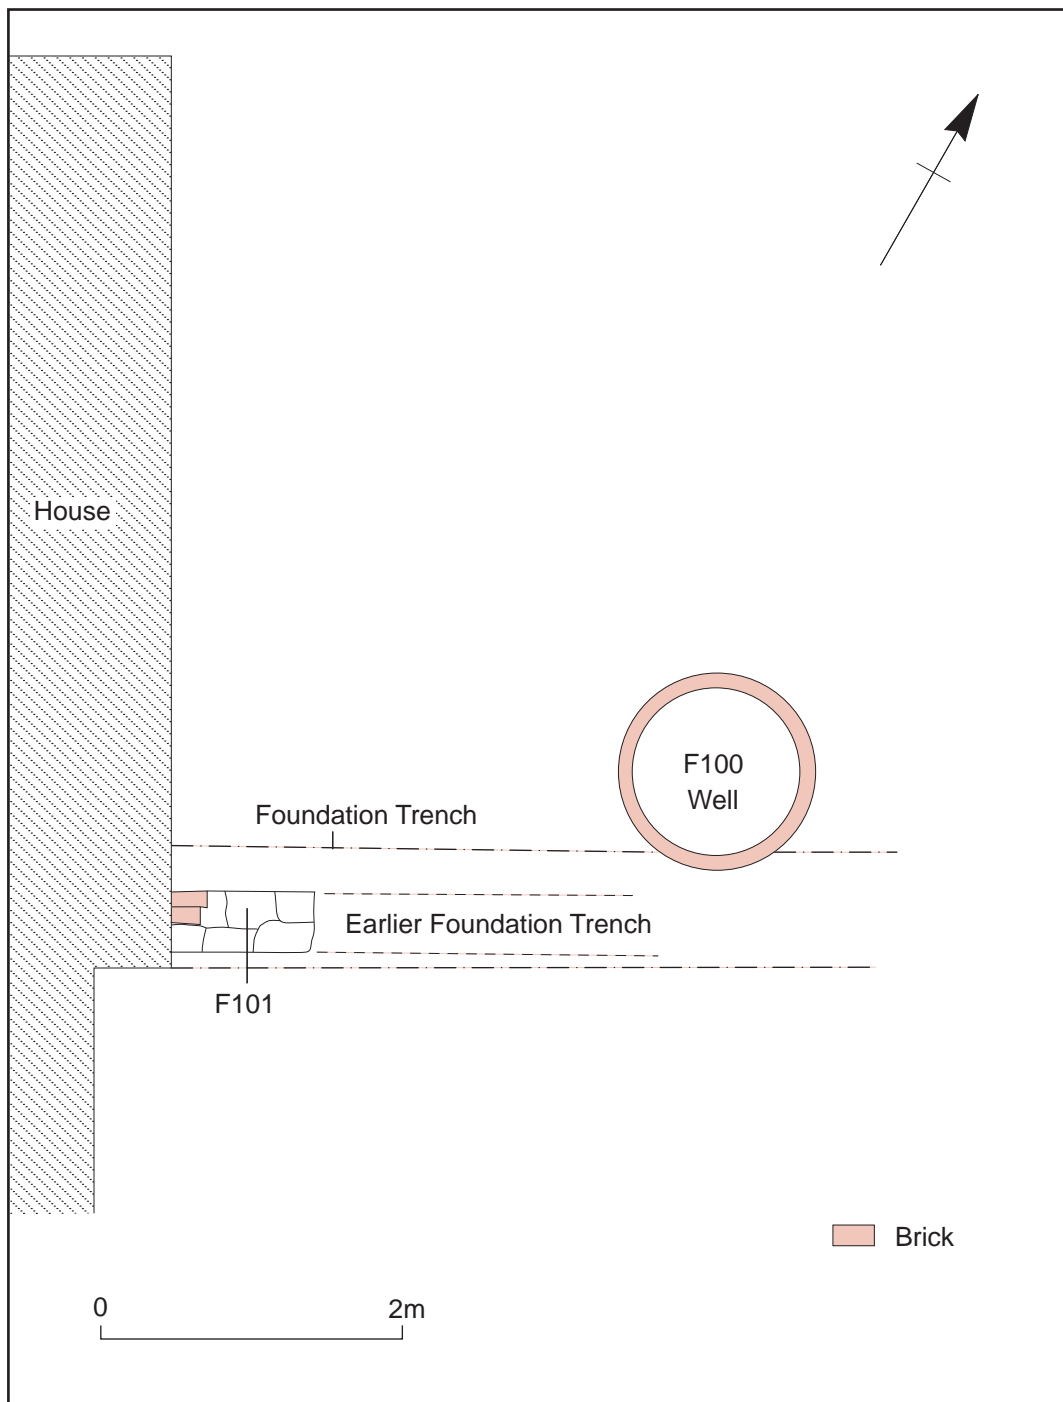 House
F100
Well
Foundation Trench
Earlier Foundation Trench
F101
Brick
0 2m